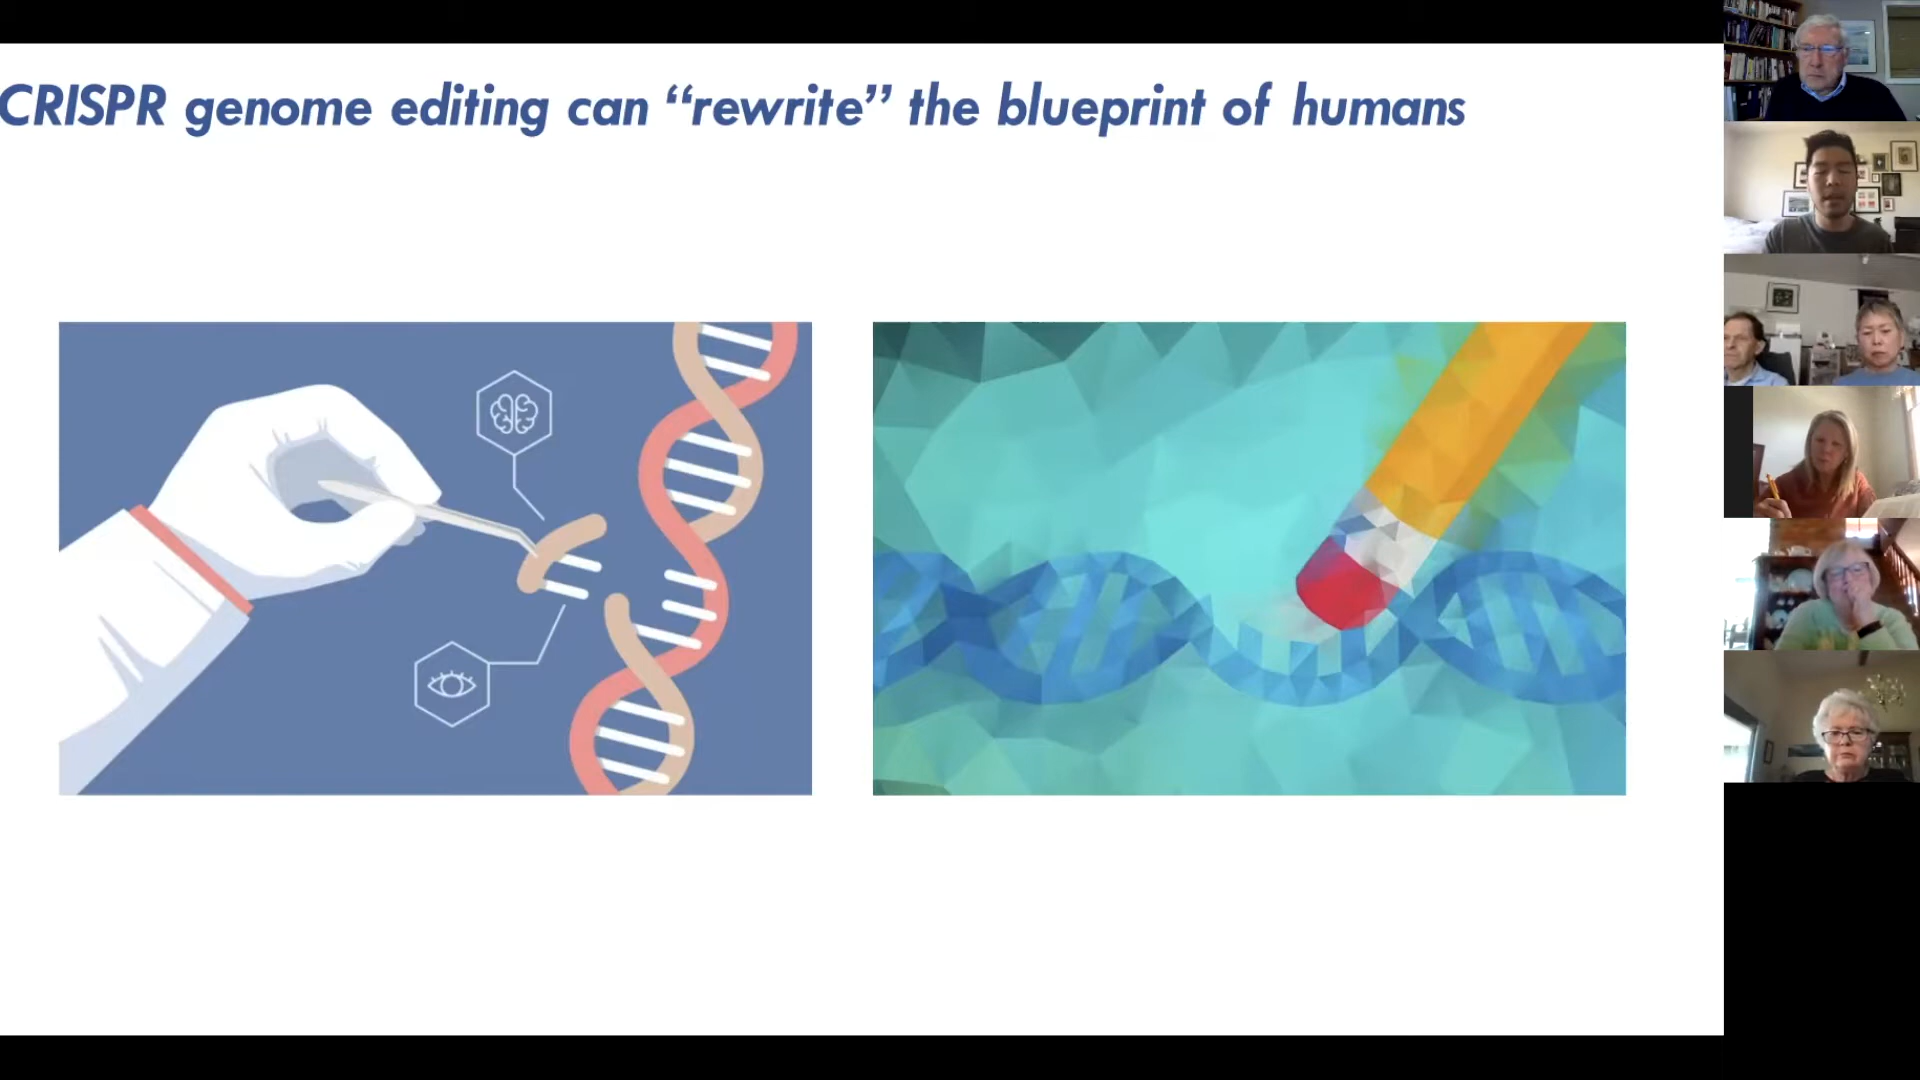 CRISPR genome editing can “rewrite” the blueprint of humans